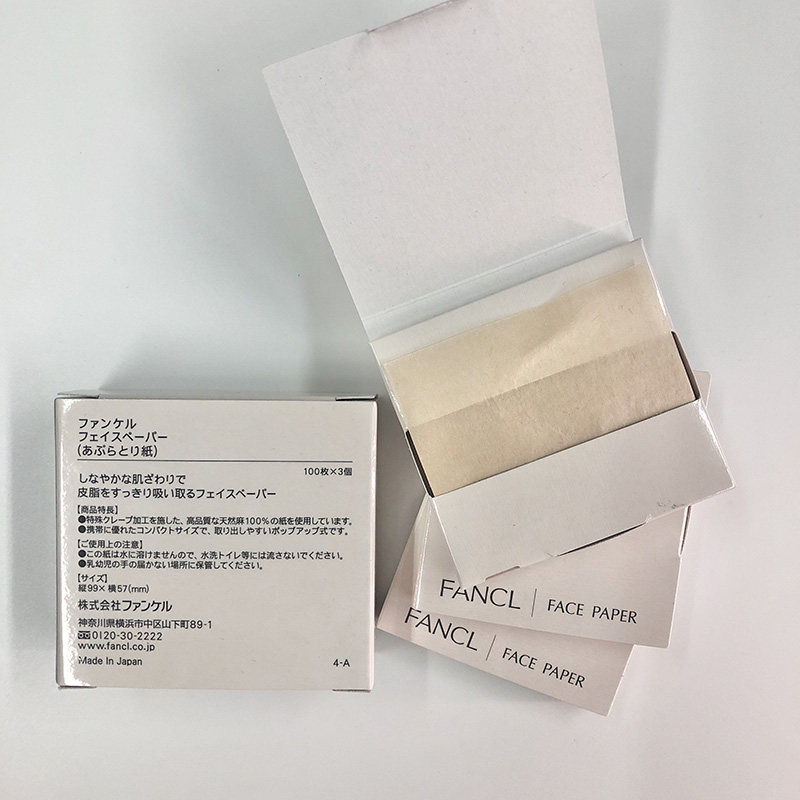 ファンケル
フェイスペーパー
(あぶらとり紙)
100枚×3個
しなやかな肌ざわりで
皮脂をすっきり吸い取るフェイスペーパー
【商品特長】
●特殊クレープ加工を施した、高品質な天然麻100%の紙を使用しています。
●携帯に優れたコンパクトサイズで、取り出しやすいポップアップ式です。
【ご使用上の注意】
●この紙は水に溶けませんので、水洗トイレ等には流さないでください。
●乳幼児の手の届かない場所に保管してください。
【サイズ】
縦99×横57(mm)
株式会社ファンケル
神奈川県横浜市中区山下町89-1
0120-30-2222
www.fancl.co.jp
Made In Japan
4-A
FANCL | FACE PAPER
FANCL | FACE PAPER